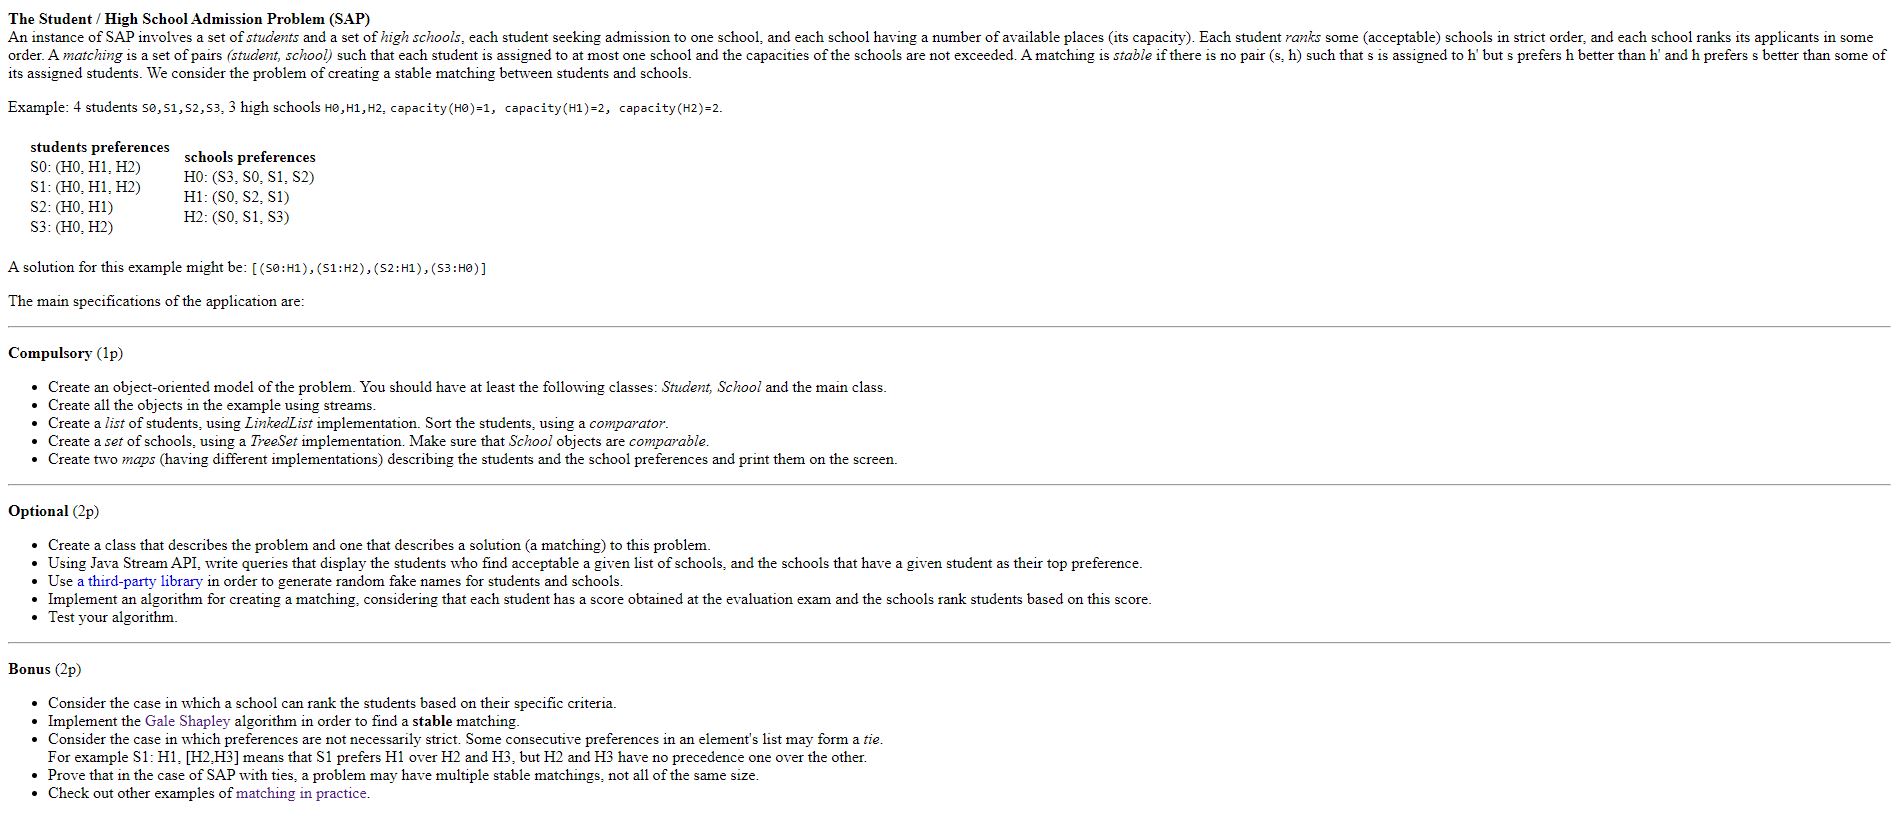 The Student / High School Admission Problem (SAP)
An instance of SAP involves a set of students and a set of high schools, each student seeking admission to one school, and each school having a number of available places (its capacity). Each student ranks some (acceptable) schools in strict order, and each school ranks its applicants in some
order. A matching is a set of pairs (student, school) such that each student is assigned to at most one school and the capacities of the schools are not exceeded. A matching is stable if there is no pair (s, h) such that s is assigned to h' but s prefers h better than h' and h prefers s better than some of
its assigned students. We consider the problem of creating a stable matching between students and schools.
Example: 4 students S0,S1,S2,S3, 3 high schools H0,H1,H2, capacity(H0)=1, capacity(H1)=2, capacity(H2)=2.
students preferences
S0: (H0, H1, H2)
S1: (H0, H1, H2)
S2: (H0, H1)
S3: (H0, H2)
schools preferences
H0: (S3, S0, S1, S2)
H1: (S0, S2, S1)
H2: (S0, S1, S3)
A solution for this example might be: [(S0:H1),(S1:H2),(S2:H1),(S3:H0)]
The main specifications of the application are:
Compulsory (1p)
• Create an object-oriented model of the problem. You should have at least the following classes: Student, School and the main class.
• Create all the objects in the example using streams.
• Create a list of students, using LinkedList implementation. Sort the students, using a comparator.
• Create a set of schools, using a TreeSet implementation. Make sure that School objects are comparable.
• Create two maps (having different implementations) describing the students and the school preferences and print them on the screen.
Optional (2p)
• Create a class that describes the problem and one that describes a solution (a matching) to this problem.
• Using Java Stream API, write queries that display the students who find acceptable a given list of schools, and the schools that have a given student as their top preference.
• Use a third-party library in order to generate random fake names for students and schools.
• Implement an algorithm for creating a matching, considering that each student has a score obtained at the evaluation exam and the schools rank students based on this score.
• Test your algorithm.
Bonus (2p)
• Consider the case in which a school can rank the students based on their specific criteria.
• Implement the Gale Shapley algorithm in order to find a stable matching.
• Consider the case in which preferences are not necessarily strict. Some consecutive preferences in an element's list may form a tie.
For example S1: H1, [H2,H3] means that S1 prefers H1 over H2 and H3, but H2 and H3 have no precedence one over the other.
• Prove that in the case of SAP with ties, a problem may have multiple stable matchings, not all of the same size.
• Check out other examples of matching in practice.